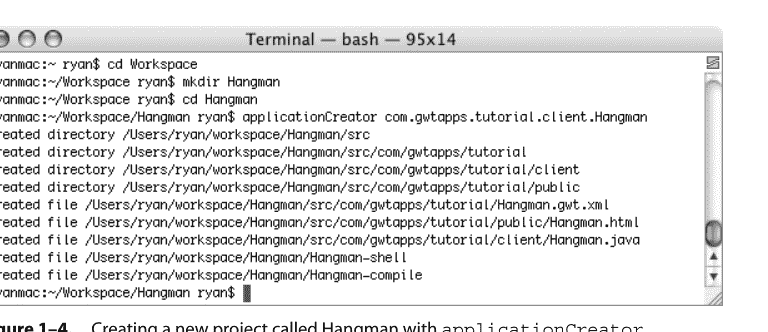 Terminal — bash — 95x14
yanmac:~ ryan$ cd Workspace
yanmac:~/Workspace ryan$ mkdir Hangman
yanmac:~/Workspace ryan$ cd Hangman
yanmac:~/Workspace/Hangman ryan$ applicationCreator com.gwtapps.tutorial.client.Hangman
reated directory /Users/ryan/workspace/Hangman/src
reated directory /Users/ryan/workspace/Hangman/src/com/gwtapps/tutorial
reated directory /Users/ryan/workspace/Hangman/src/com/gwtapps/tutorial/client
reated directory /Users/ryan/workspace/Hangman/src/com/gwtapps/tutorial/public
reated file /Users/ryan/workspace/Hangman/src/com/gwtapps/tutorial/Hangman.gwt.xml
reated file /Users/ryan/workspace/Hangman/src/com/gwtapps/tutorial/public/Hangman.html
reated file /Users/ryan/workspace/Hangman/src/com/gwtapps/tutorial/client/Hangman.java
reated file /Users/ryan/workspace/Hangman/Hangman-shell
reated file /Users/ryan/workspace/Hangman/Hangman-compile
yanmac:~/Workspace/Hangman ryan$
gure 1–4 Creating a new project called Hangman with applicationCreator